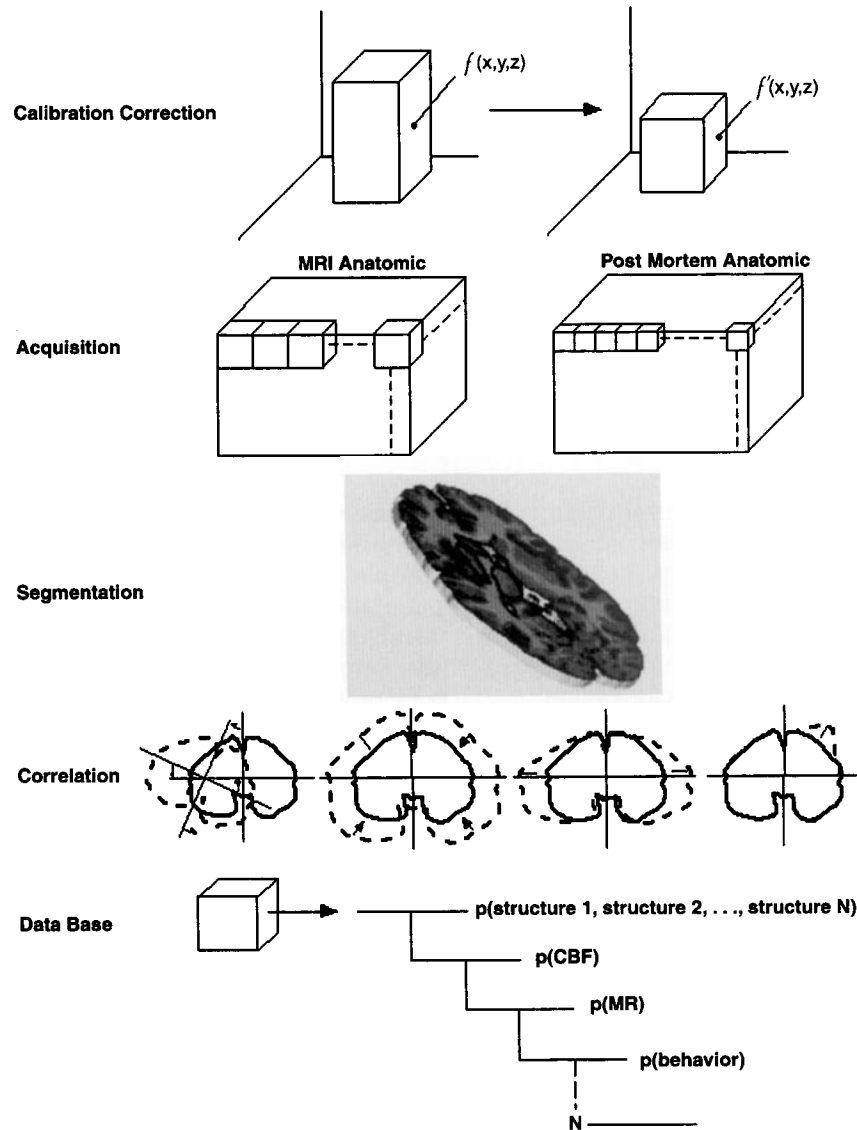 f(x,y,z)
f'(x,y,z)
Calibration Correction
MRI Anatomic
Post Mortem Anatomic
Acquisition
Segmentation
Correlation
Data Base
p(structure 1, structure 2, . . ., structure N)
p(CBF)
p(MR)
p(behavior)
N